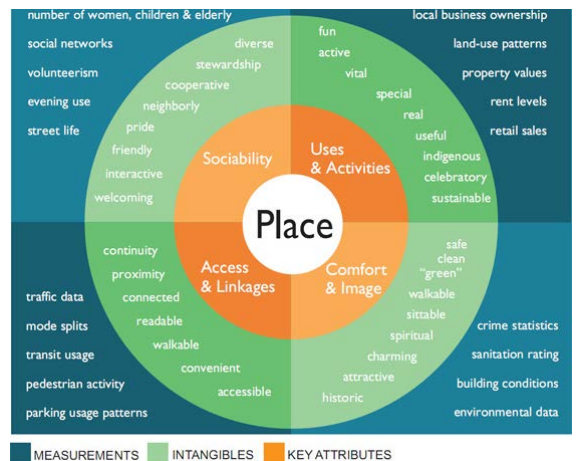 number of women, children & elderly
social networks
volunteerism
evening use
street life
local business ownership
land-use patterns
property values
rent levels
retail sales
diverse
stewardship
cooperative
neighborly
pride
friendly
interactive
welcoming
fun
active
vital
special
real
useful
indigenous
celebratory
sustainable
Sociability
Uses
& Activities
Place
Access
& Linkages
Comfort
& Image
continuity
proximity
connected
readable
walkable
convenient
accessible
safe
clean
"green"
walkable
sittable
spiritual
charming
attractive
historic
traffic data
mode splits
transit usage
pedestrian activity
parking usage patterns
crime statistics
sanitation rating
building conditions
environmental data
MEASUREMENTS
INTANGIBLES
KEY ATTRIBUTES